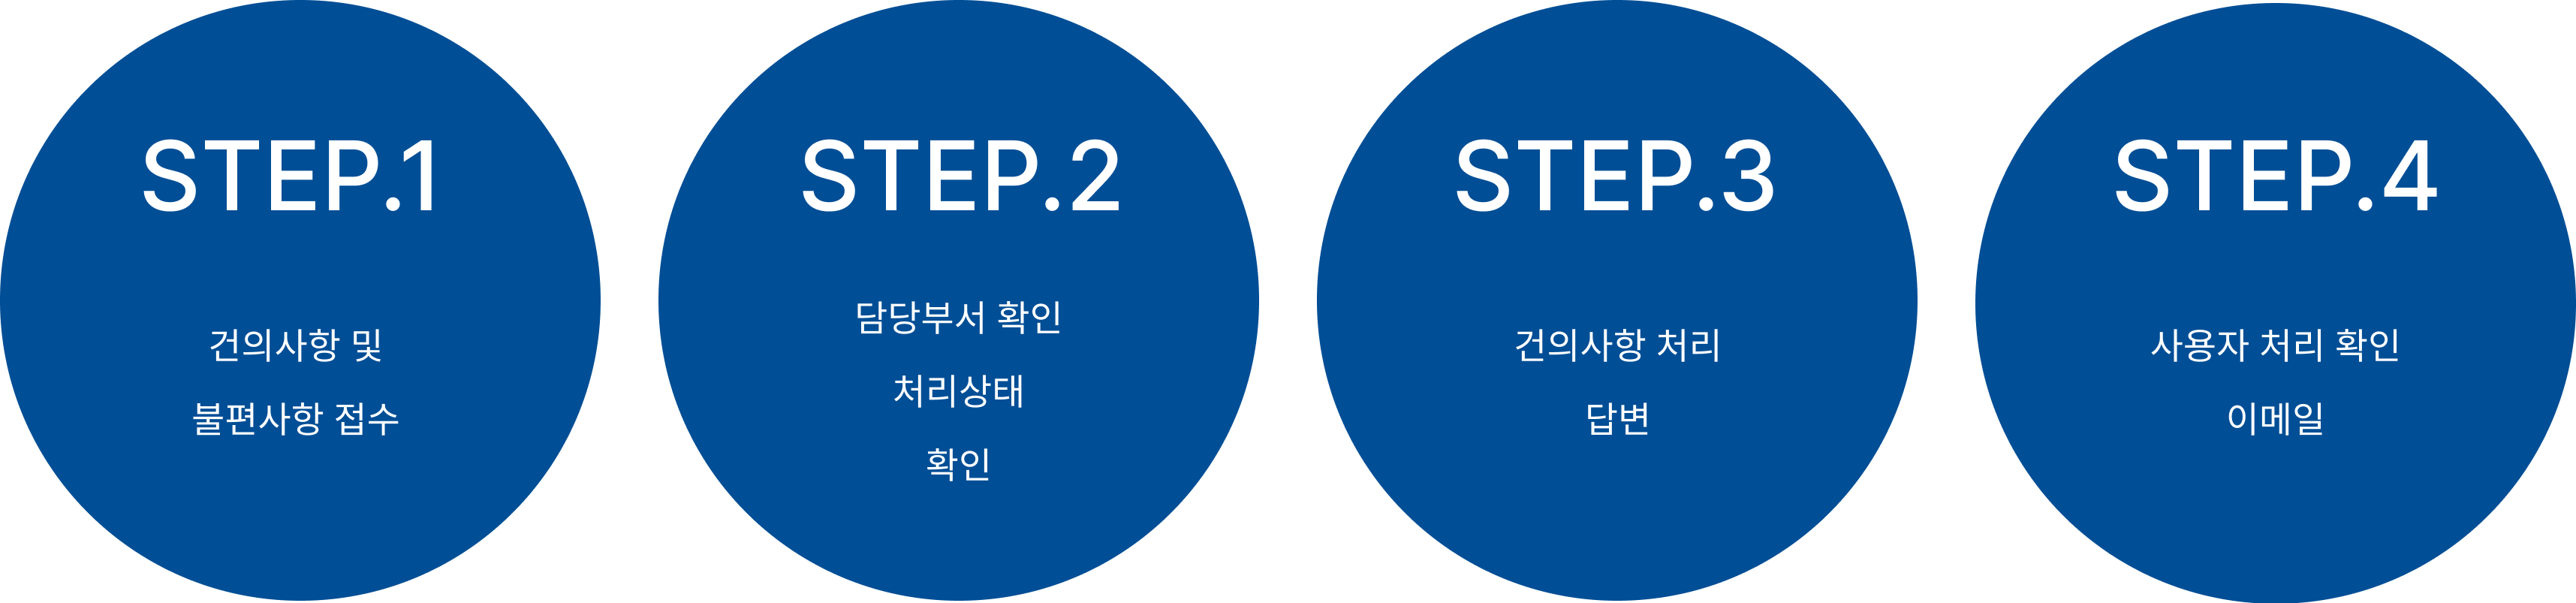 STEP.1
건의사항 및
불편사항 접수
STEP.2
담당부서 확인
처리상태
확인
STEP.3
건의사항 처리
답변
STEP.4
사용자 처리 확인
이메일